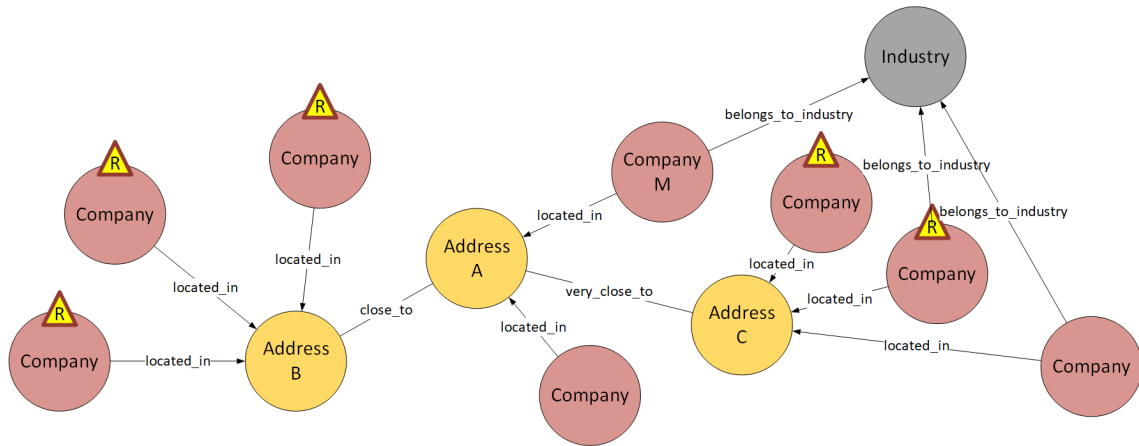 Industry
R
Company
belongs_to_industry
R
Company
M
R
Company
R
Company
belongs_to_industry
R
Company
located_in
belongs_to_industry
Address
A
located_in
located_in
located_in
very_close_to
located_in
close_to
located_in
R
Company
located_in
Address
B
located_in
Address
C
located_in
Company
Company